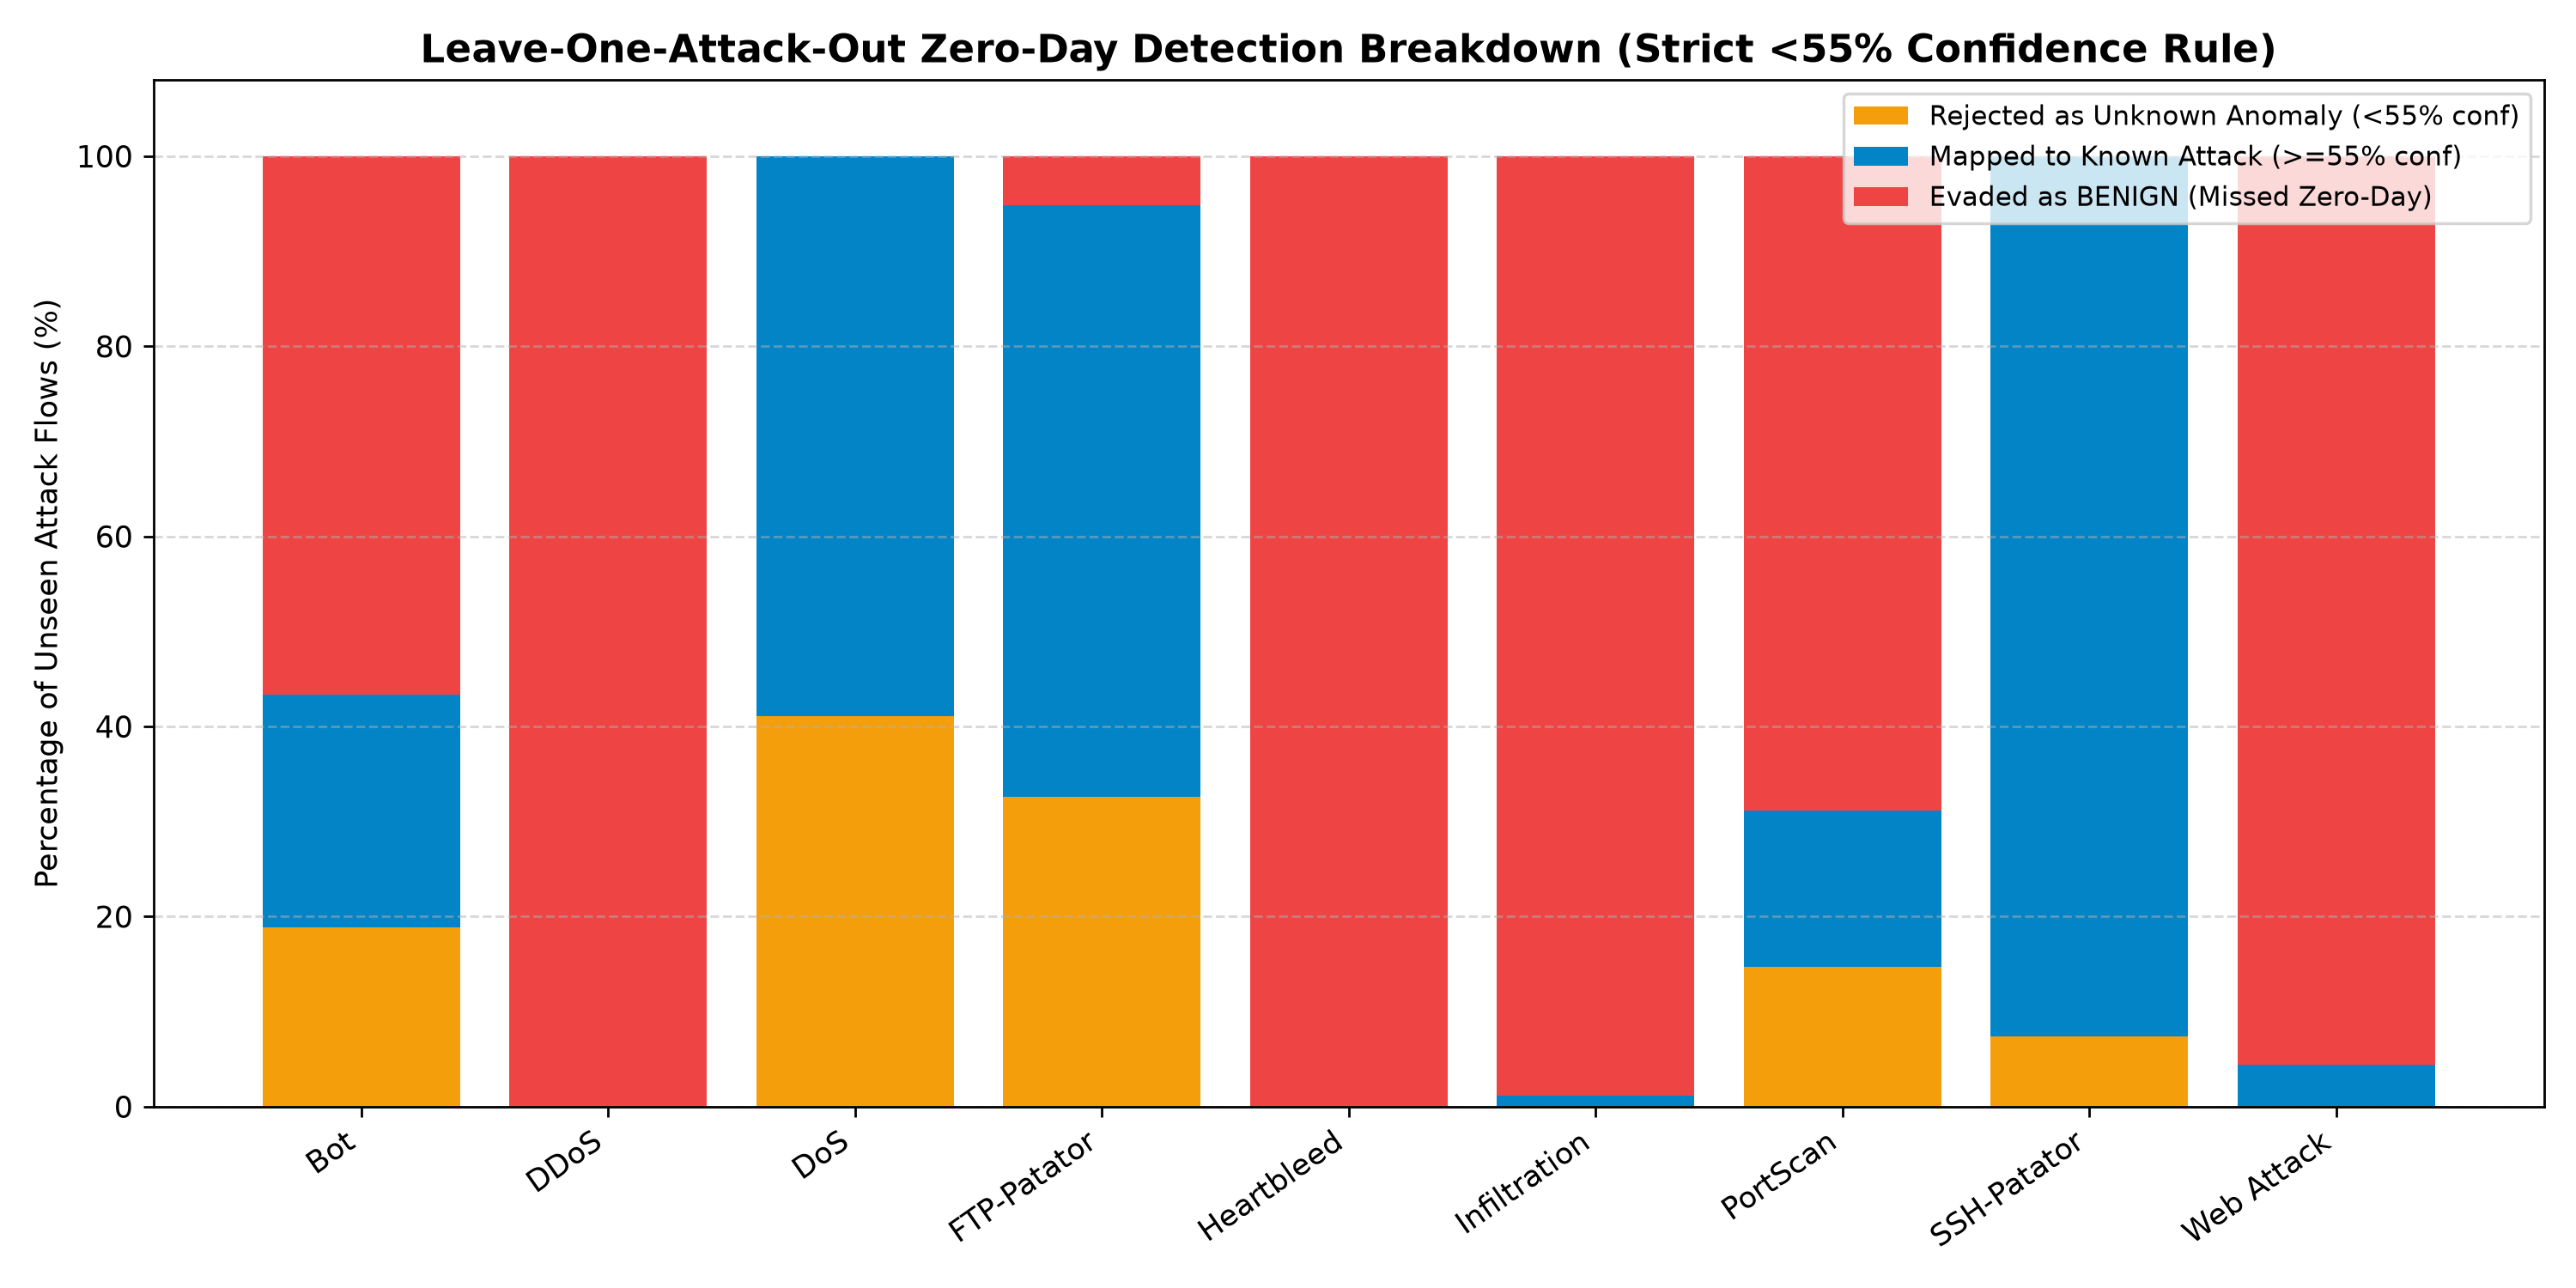 Leave-One-Attack-Out Zero-Day Detection Breakdown (Strict <55% Confidence Rule)
Rejected as Unknown Anomaly (<55% conf)
Mapped to Known Attack (>=55% conf)
Evaded as BENIGN (Missed Zero-Day)
Percentage of Unseen Attack Flows (%)
100
80
60
40
20
0
Bot
DDoS
DoS
FTP-Patator
Heartbleed
Infiltration
PortScan
SSH-Patator
Web Attack